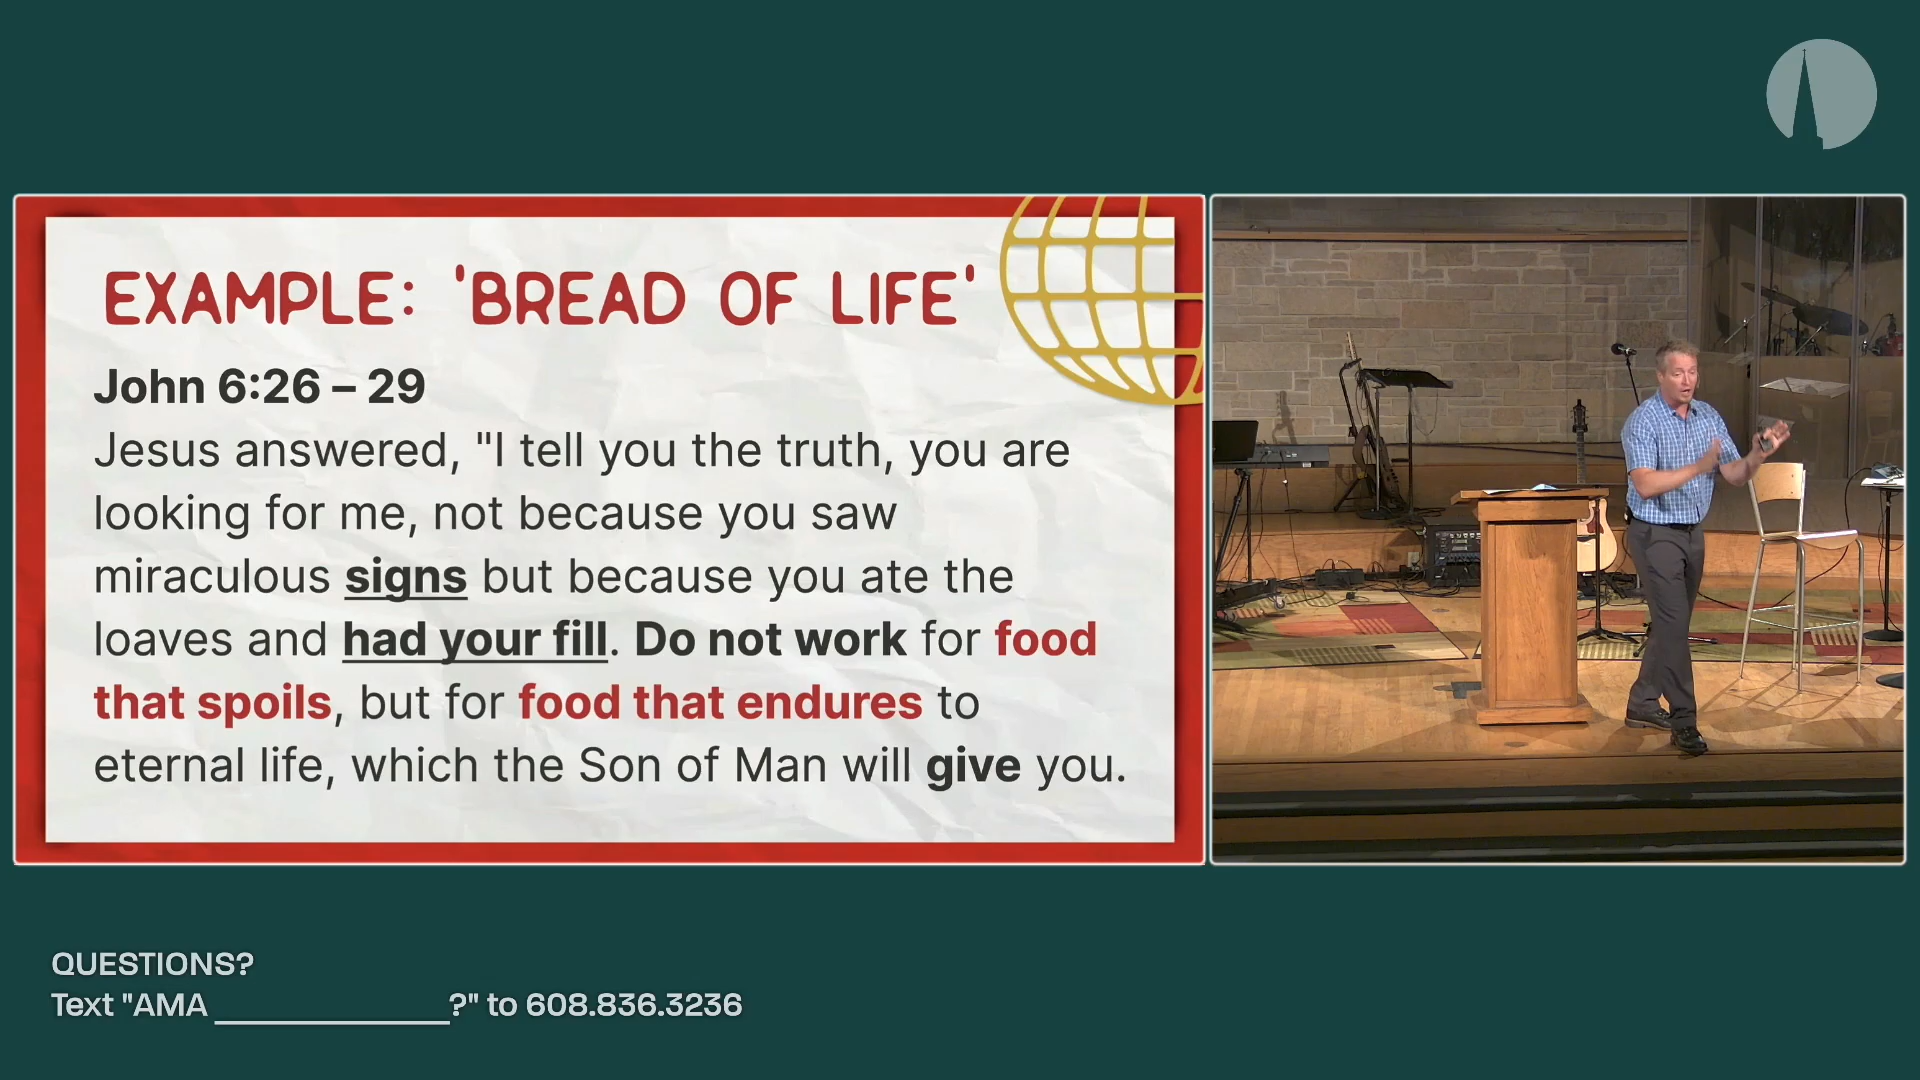 EXAMPLE: 'BREAD OF LIFE'
John 6:26 – 29
Jesus answered, "I tell you the truth, you are
looking for me, not because you saw
miraculous signs but because you ate the
loaves and had your fill. Do not work for food
that spoils, but for food that endures to
eternal life, which the Son of Man will give you.
QUESTIONS?
Text "AMA ______________?" to 608.836.3236